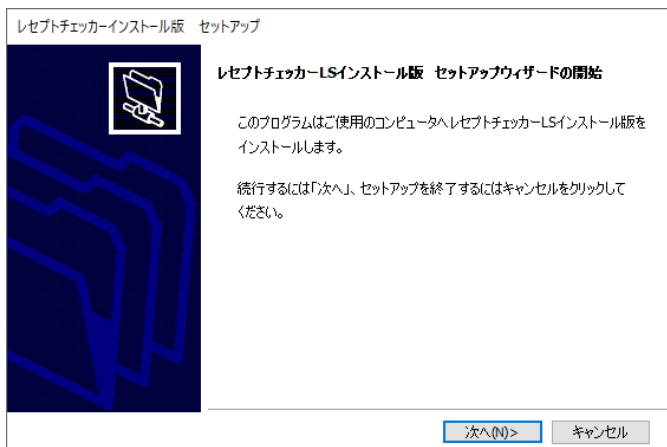 レセプトチェッカーインストール版　セットアップ
レセプトチェッカーLSインストール版　セットアップウィザードの開始
このプログラムはご使用のコンピュータへレセプトチェッカーLSインストール版を
インストールします。
続行するには「次へ」、セットアップを終了するにはキャンセルをクリックして
ください。
次へ(N)>
キャンセル